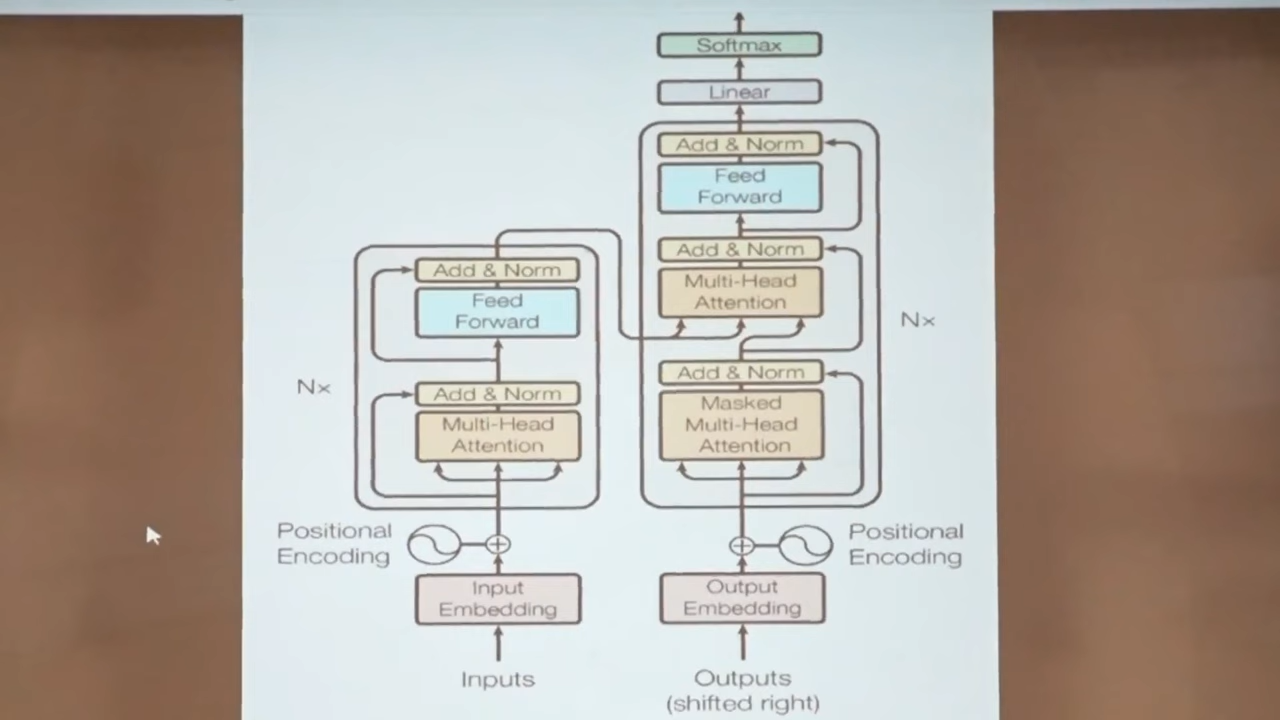 Softmax
Linear
Add & Norm
Feed
Forward
Add & Norm
Multi-Head
Attention
Nx
Add & Norm
Masked
Multi-Head
Attention
Add & Norm
Feed
Forward
Nx
Add & Norm
Multi-Head
Attention
Positional
Encoding
Positional
Encoding
Input
Embedding
Output
Embedding
Inputs
Outputs
(shifted right)